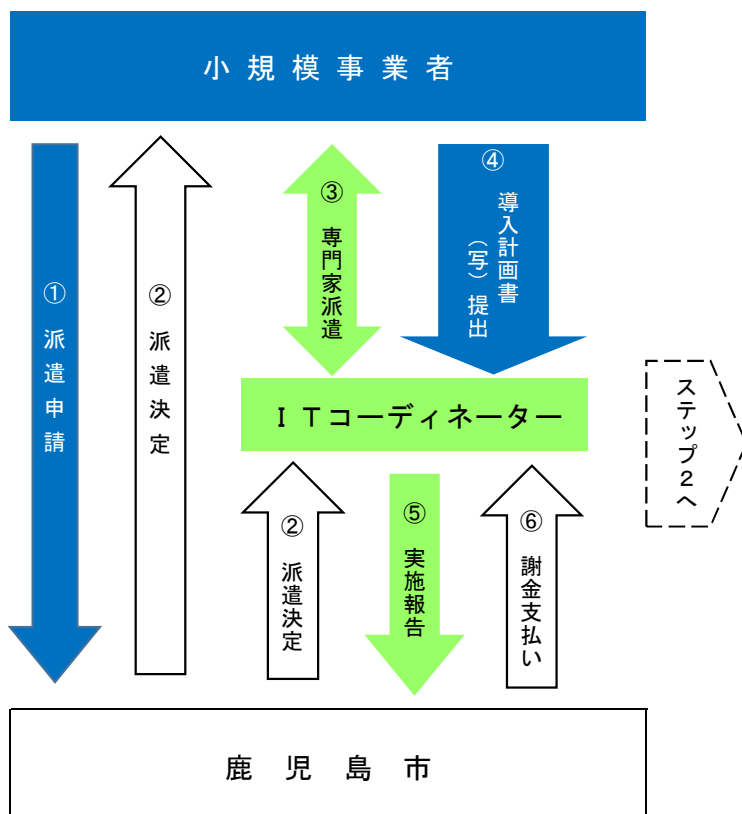 小規模事業者
① 派遣申請
② 派遣決定
③ 専門家派遣
④ 導入計画書
（写）提出
ＩＴコーディネーター
② 派遣決定
⑤ 実施報告
⑥ 謝金支払い
ステップ２へ
鹿児島市